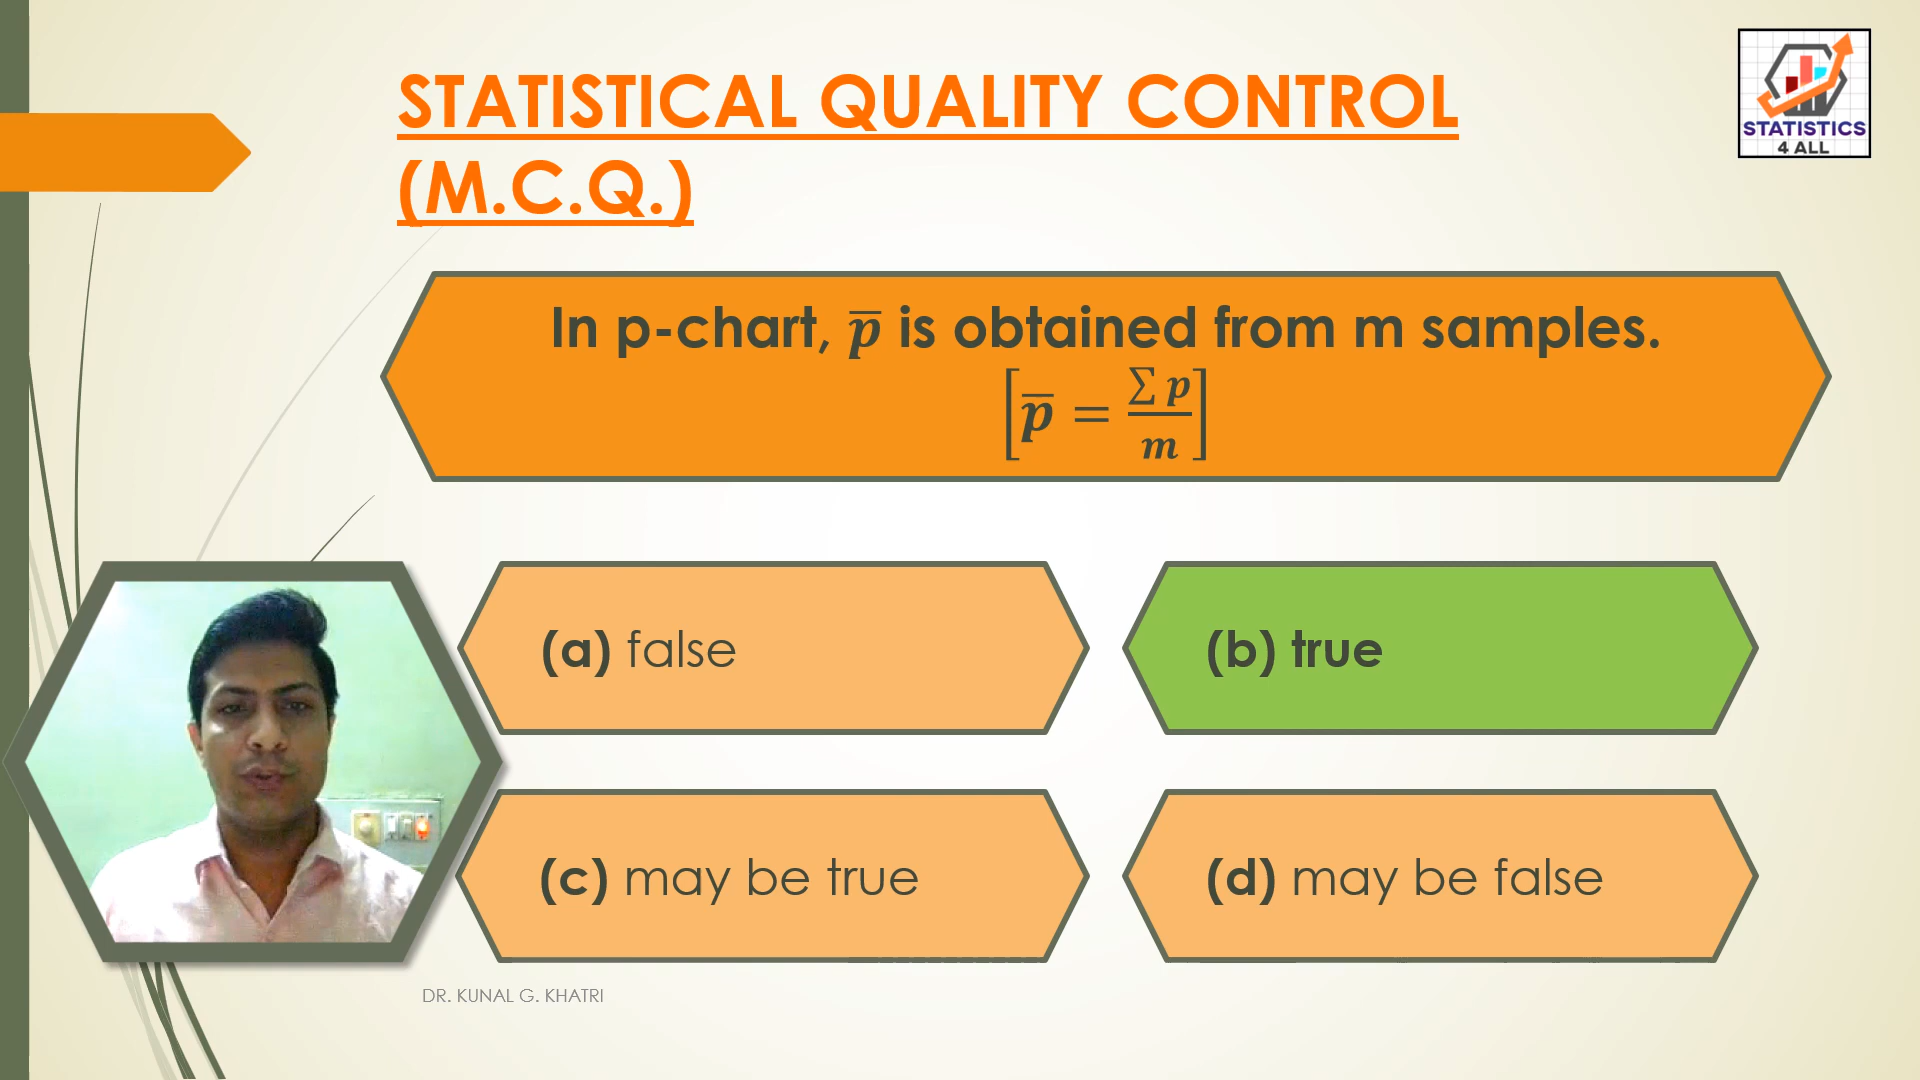 STATISTICAL QUALITY CONTROL
(M.C.Q.)
STATISTICS
4 ALL
In p-chart, p̅ is obtained from m samples.
[p̅ = ∑ p / m]
(a) false
(b) true
(c) may be true
(d) may be false
DR. KUNAL G. KHATRI